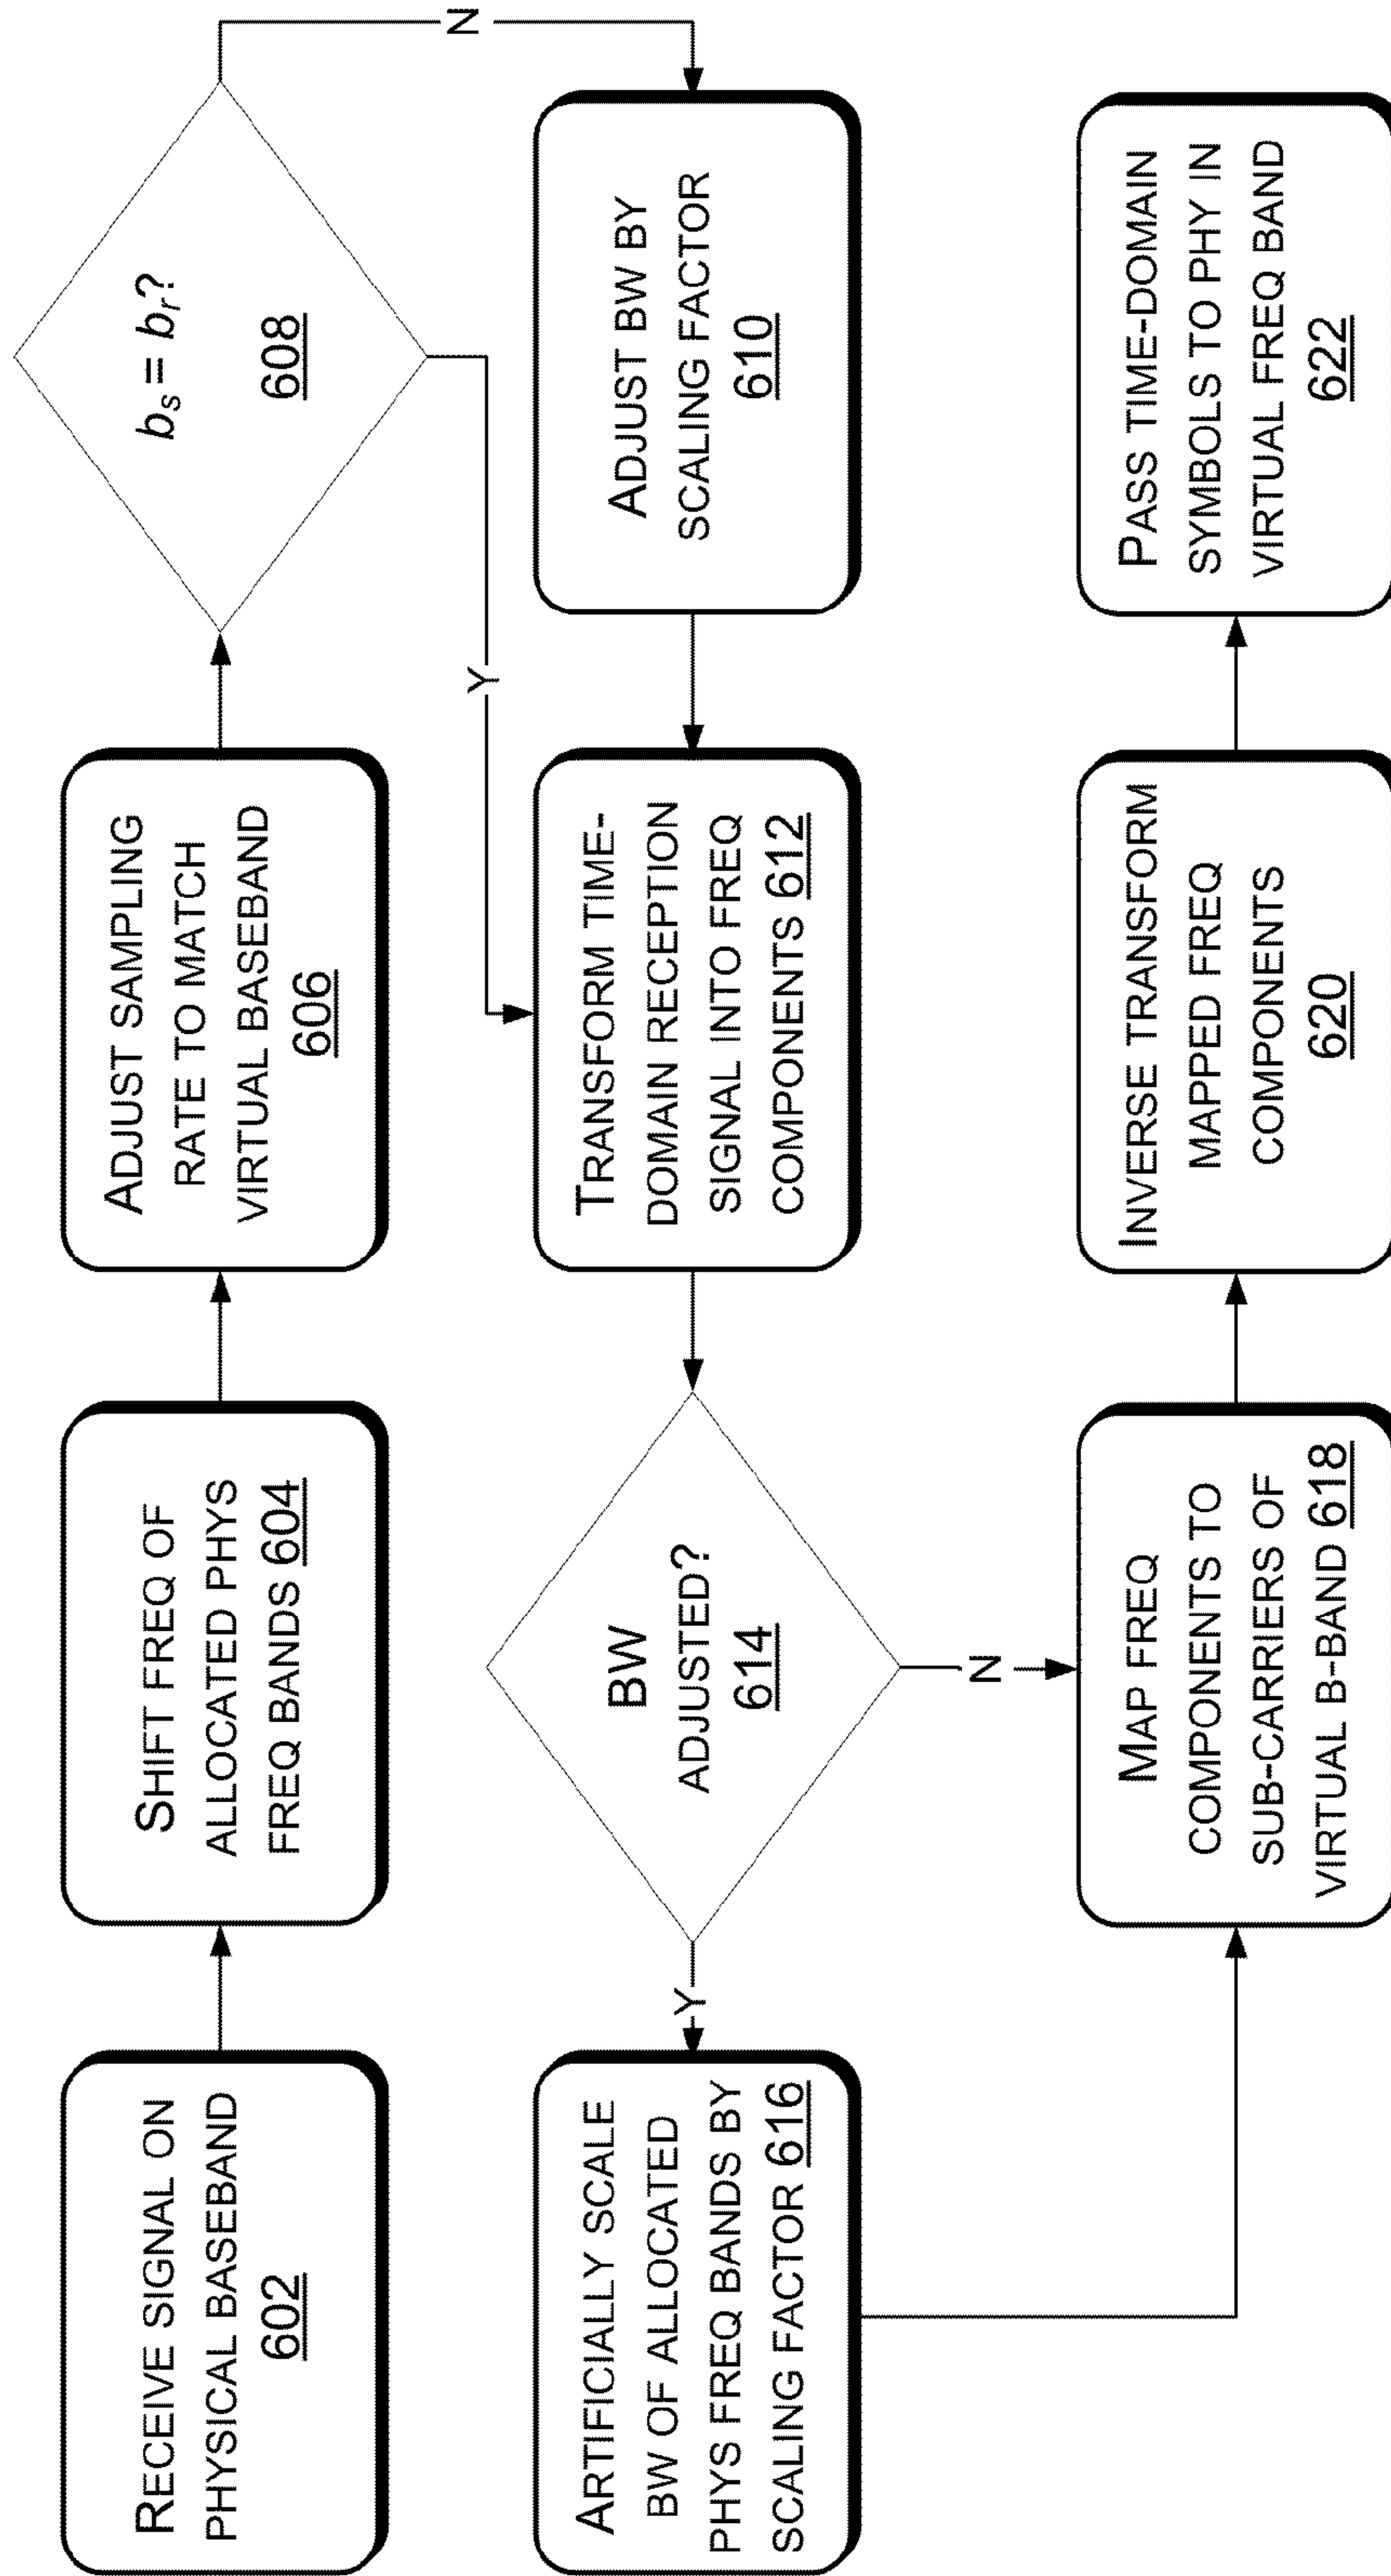 RECEIVE SIGNAL ON
PHYSICAL BASEBAND
602
SHIFT FREQ OF
ALLOCATED PHYS
FREQ BANDS 604
ADJUST SAMPLING
RATE TO MATCH
VIRTUAL BASEBAND
606
bs = br?
608
N
Y
ADJUST BW BY
SCALING FACTOR
610
TRANSFORM TIME-
DOMAIN RECEPTION
SIGNAL INTO FREQ
COMPONENTS 612
BW
ADJUSTED?
614
Y
N
ARTIFICIALLY SCALE
BW OF ALLOCATED
PHYS FREQ BANDS BY
SCALING FACTOR 616
MAP FREQ
COMPONENTS TO
SUB-CARRIERS OF
VIRTUAL B-BAND 618
INVERSE TRANSFORM
MAPPED FREQ
COMPONENTS
620
PASS TIME-DOMAIN
SYMBOLS TO PHY IN
VIRTUAL FREQ BAND
622